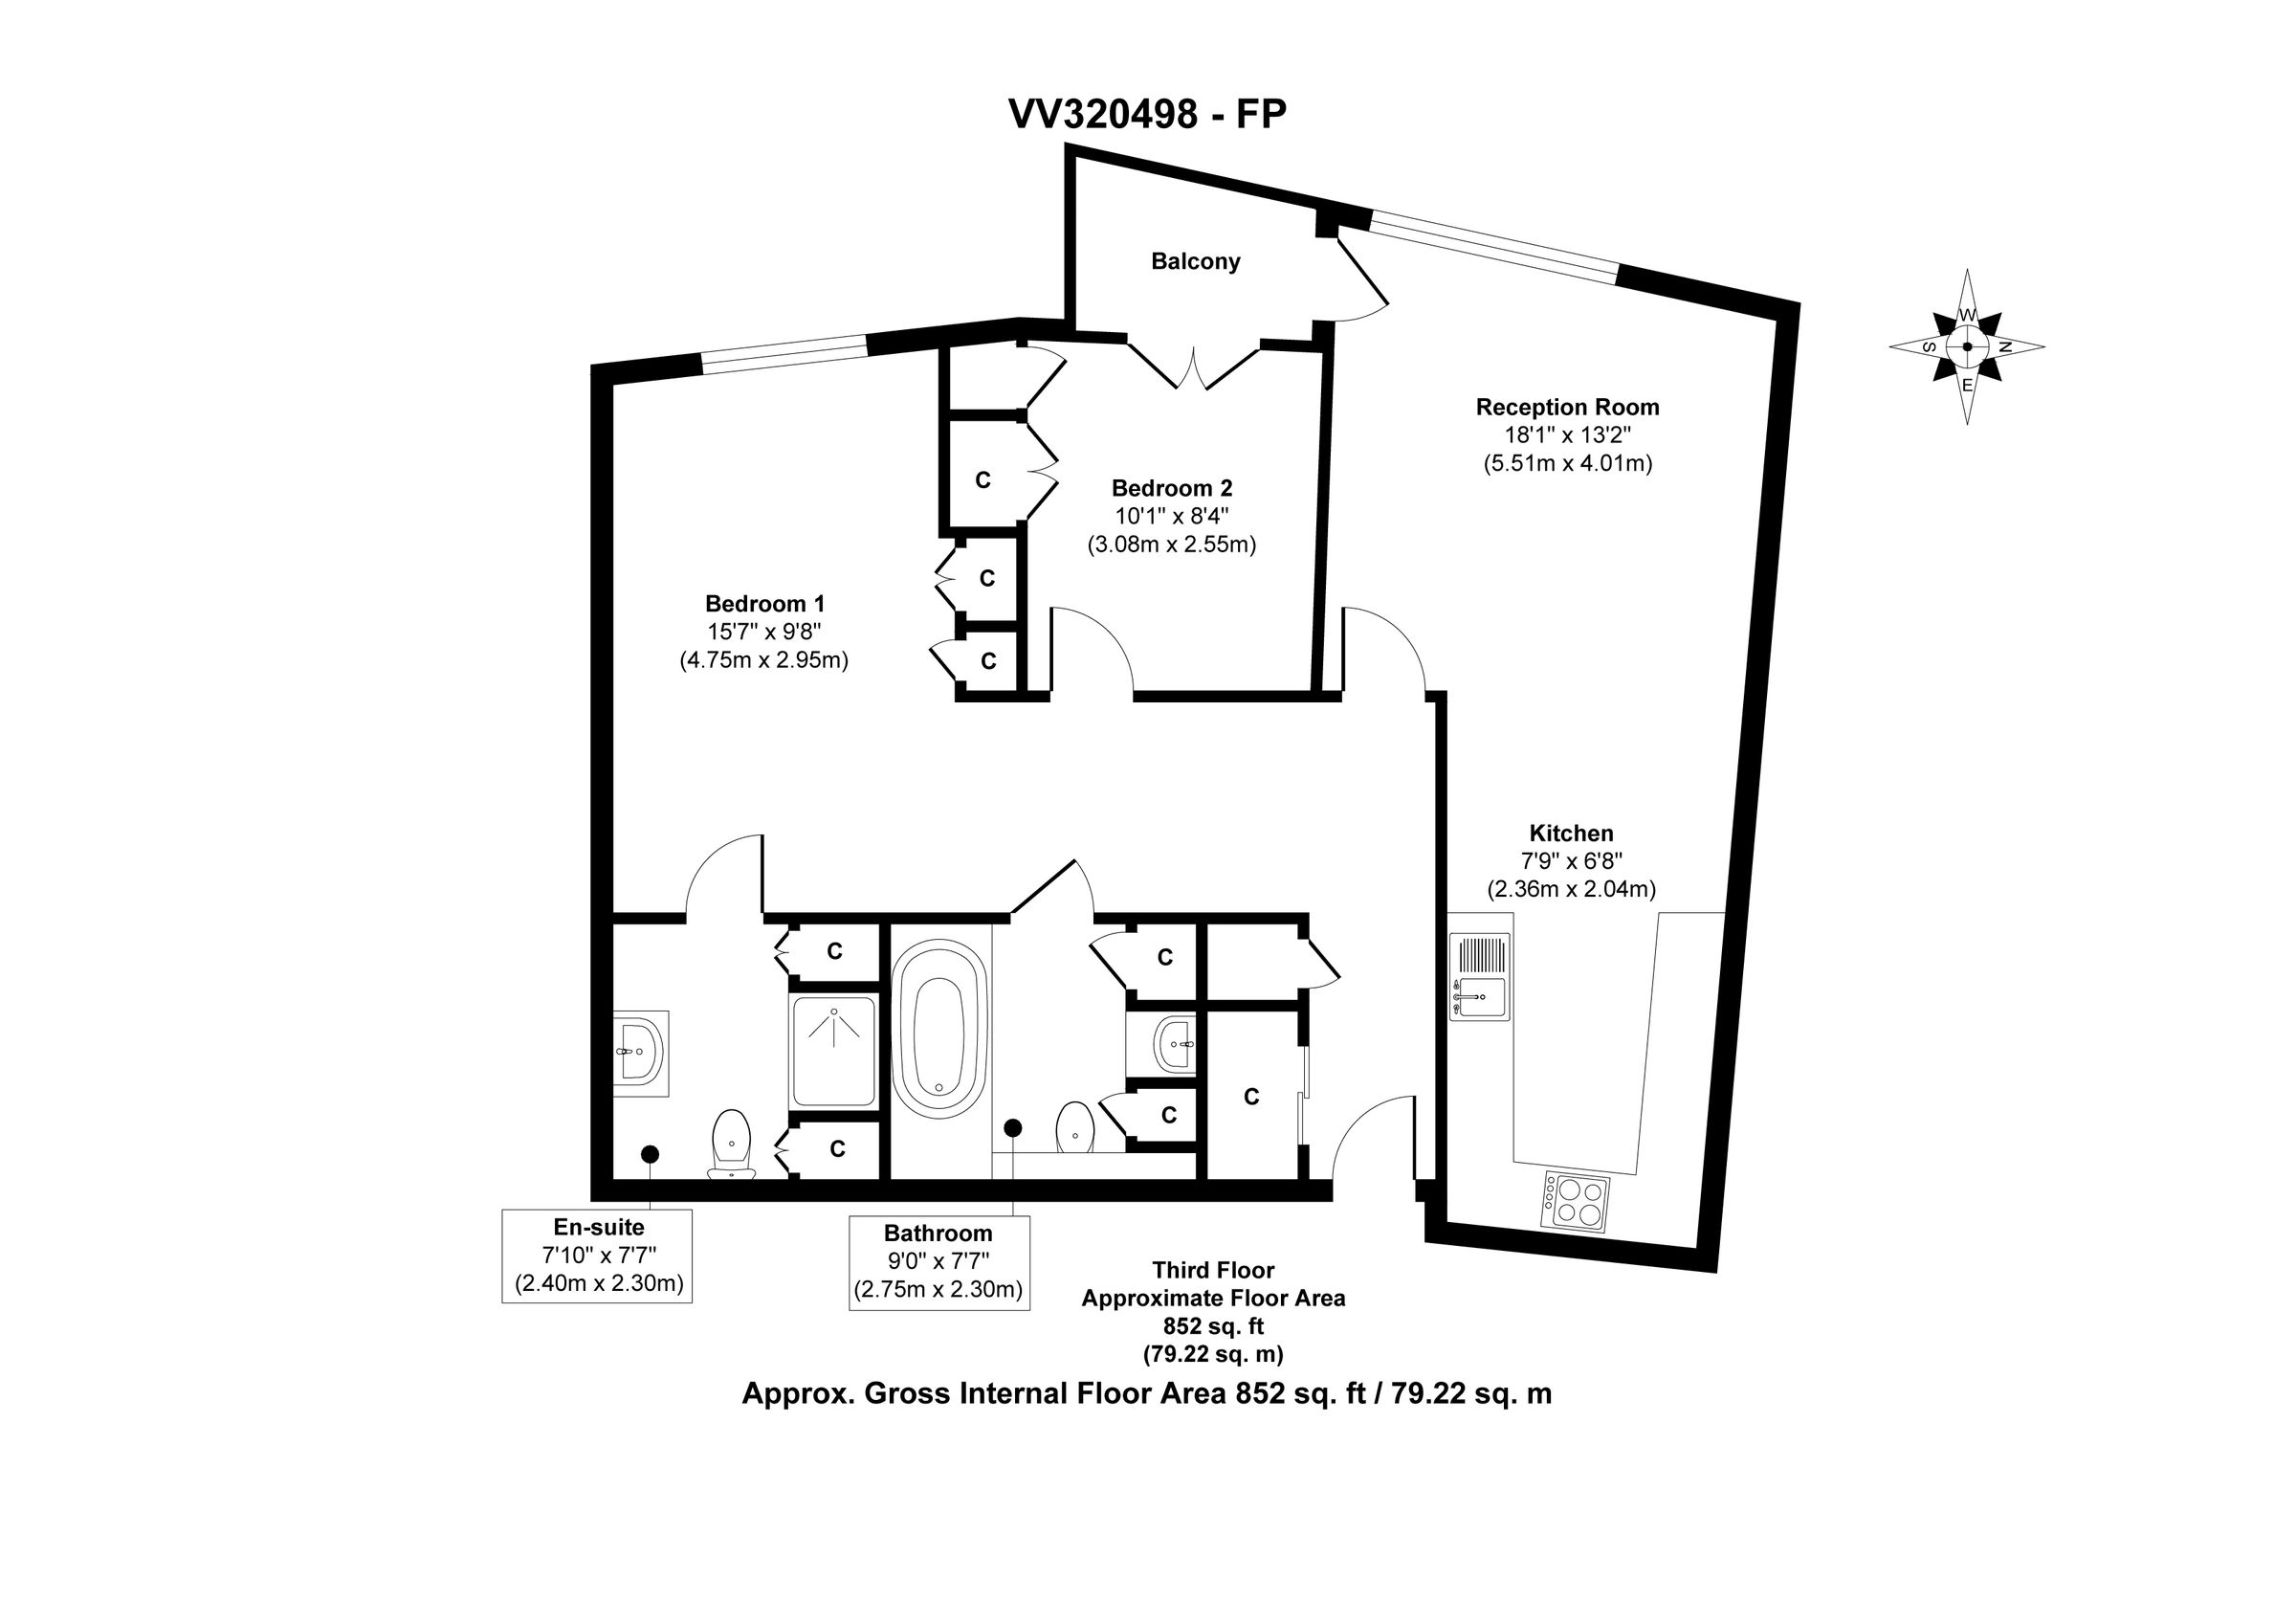 VV320498 - FP
Balcony
W
S
N
E
Reception Room
18'1" x 13'2"
(5.51m x 4.01m)
C
Bedroom 2
10'1" x 8'4"
(3.08m x 2.55m)
C
Bedroom 1
15'7" x 9'8"
(4.75m x 2.95m)
C
Kitchen
7'9" x 6'8"
(2.36m x 2.04m)
C
C
C
C
C
En-suite
7'10" x 7'7"
(2.40m x 2.30m)
Bathroom
9'0" x 7'7"
(2.75m x 2.30m)
Third Floor
Approximate Floor Area
852 sq. ft
(79.22 sq. m)
Approx. Gross Internal Floor Area 852 sq. ft / 79.22 sq. m